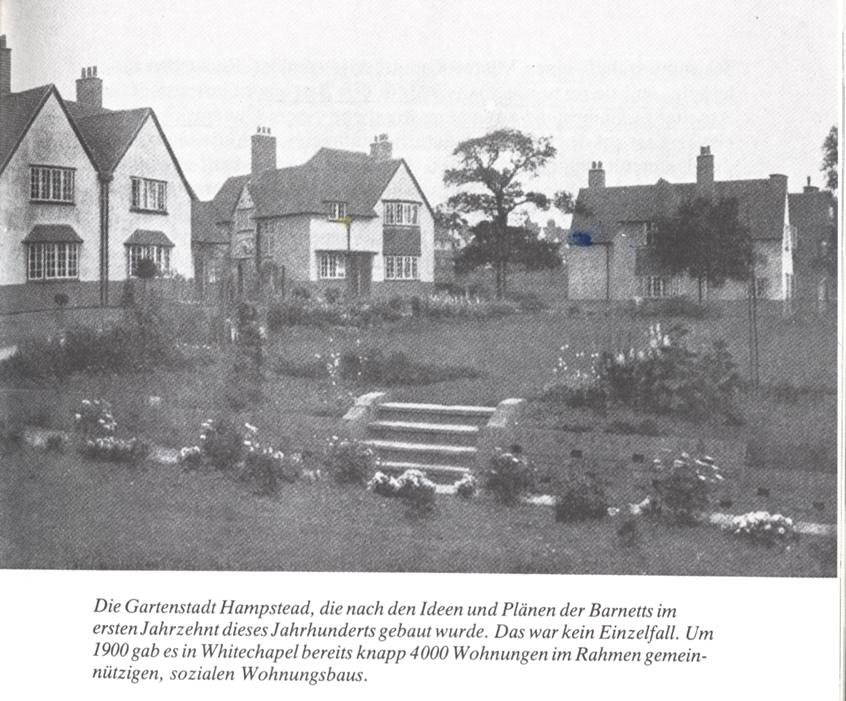 Die Gartenstadt Hampstead, die nach den Ideen und Plänen der Barnetts im
ersten Jahrzehnt dieses Jahrhunderts gebaut wurde. Das war kein Einzelfall. Um
1900 gab es in Whitechapel bereits knapp 4000 Wohnungen im Rahmen gemein-
nützigen, sozialen Wohnungsbaus.